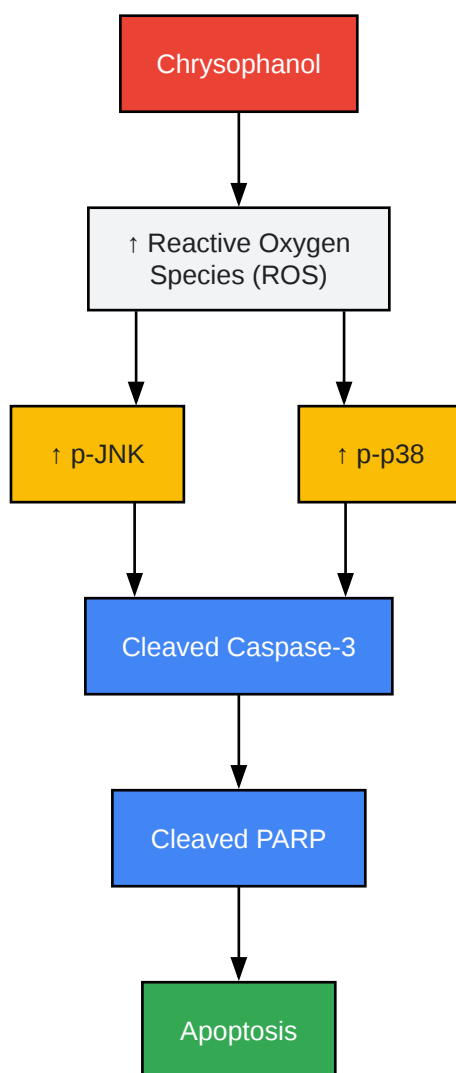 Chrysophanol
↑ Reactive Oxygen
Species (ROS)
↑ p-JNK
↑ p-p38
Cleaved Caspase-3
Cleaved PARP
Apoptosis